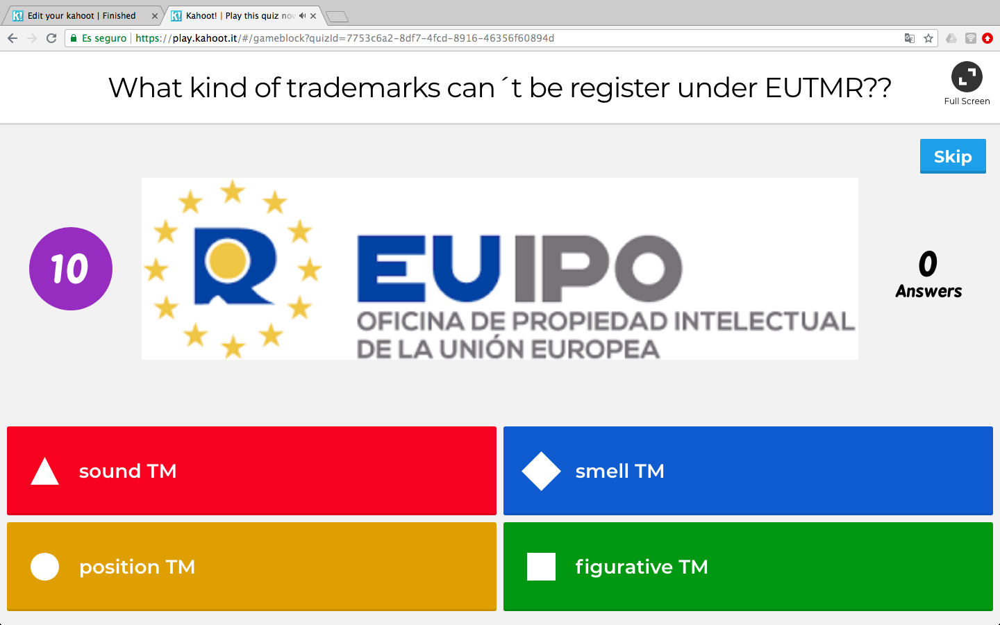 Edit your kahoot | Finished
Kahoot! | Play this quiz now
Es seguro | https://play.kahoot.it/#/gameblock?quizId=7753c6a2-8df7-4fcd-8916-46356f60894d
What kind of trademarks can´t be register under EUTMR??
Full Screen
Skip
10
EUIPO
OFICINA DE PROPIEDAD INTELECTUAL
DE LA UNIÓN EUROPEA
0
Answers
sound TM
smell TM
position TM
figurative TM